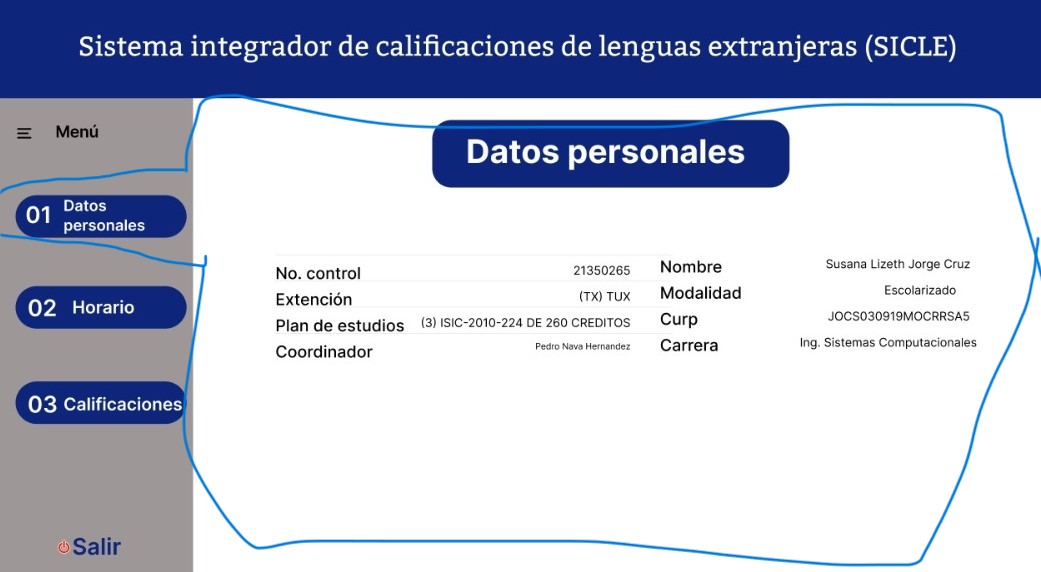 Sistema integrador de calificaciones de lenguas extranjeras (SICLE)
Menú
01 Datos personales
02 Horario
03 Calificaciones
Salir
Datos personales
No. control 21350265
Extención (TX) TUX
Plan de estudios (3) ISIC-2010-224 DE 260 CREDITOS
Coordinador Pedro Nava Hernandez
Nombre Susana Lizeth Jorge Cruz
Modalidad Escolarizado
Curp JOCS030919MOCRRSA5
Carrera Ing. Sistemas Computacionales